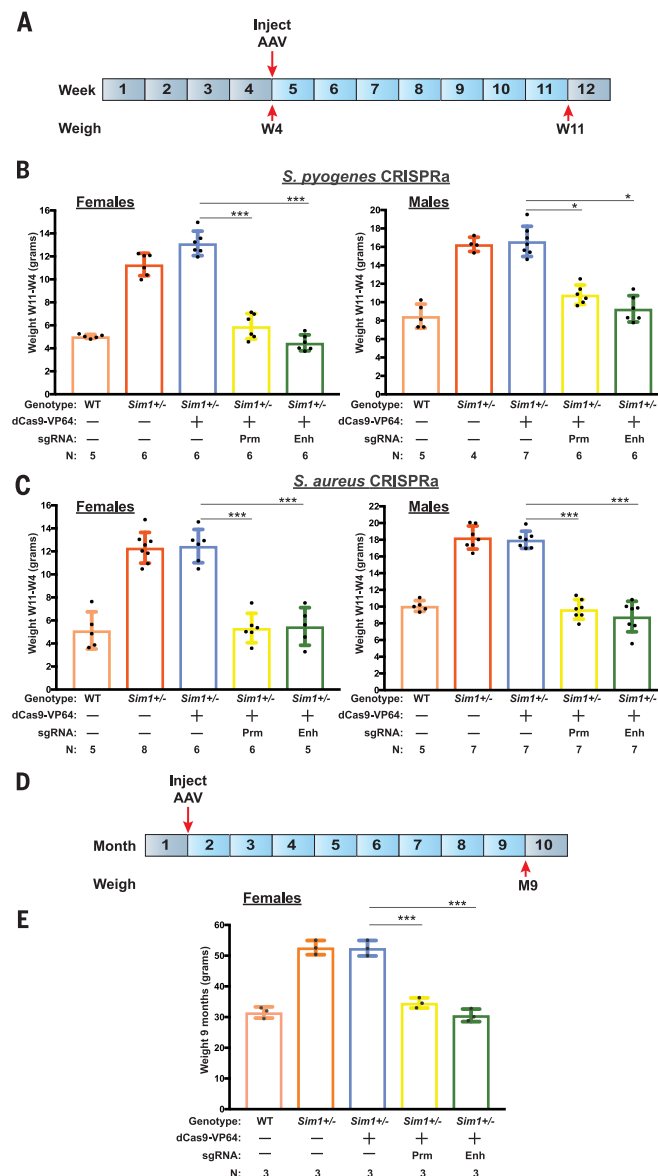 A
Inject
AAV
Week 1 2 3 4 5 6 7 8 9 10 11 12
Weigh W4 W11
B
S. pyogenes CRISPRa
Females
Weight W11-W4 (grams)
16
14
12
10
8
6
4
2
0
*** ***
Genotype: WT Sim1+/- Sim1+/- Sim1+/- Sim1+/-
dCas9-VP64: — — + + +
sgRNA: — — — Prm Enh
N: 5 6 6 6 6
Males
Weight W11-W4 (grams)
20
18
16
14
12
10
8
6
4
2
0
* *
WT Sim1+/- Sim1+/- Sim1+/- Sim1+/-
— — + + +
— — — Prm Enh
5 4 7 6 6
C
S. aureus CRISPRa
Females
Weight W11-W4 (grams)
16
14
12
10
8
6
4
2
0
*** ***
Genotype: WT Sim1+/- Sim1+/- Sim1+/- Sim1+/-
dCas9-VP64: — — + + +
sgRNA: — — — Prm Enh
N: 5 8 6 6 5
Males
Weight W11-W4 (grams)
22
20
18
16
14
12
10
8
6
4
2
0
*** ***
WT Sim1+/- Sim1+/- Sim1+/- Sim1+/-
— — + + +
— — — Prm Enh
5 7 7 7 7
D
Inject
AAV
Month 1 2 3 4 5 6 7 8 9 10
Weigh M9
E
Females
Weight 9 months (grams)
60
50
40
30
20
10
0
*** ***
Genotype: WT Sim1+/- Sim1+/- Sim1+/- Sim1+/-
dCas9-VP64: — — + + +
sgRNA: — — — Prm Enh
N: 3 3 3 3 3